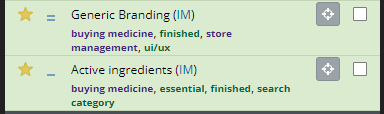 Generic Branding (IM)
buying medicine, finished, store
management, ui/ux
Active ingredients (IM)
buying medicine, essential, finished, search
category